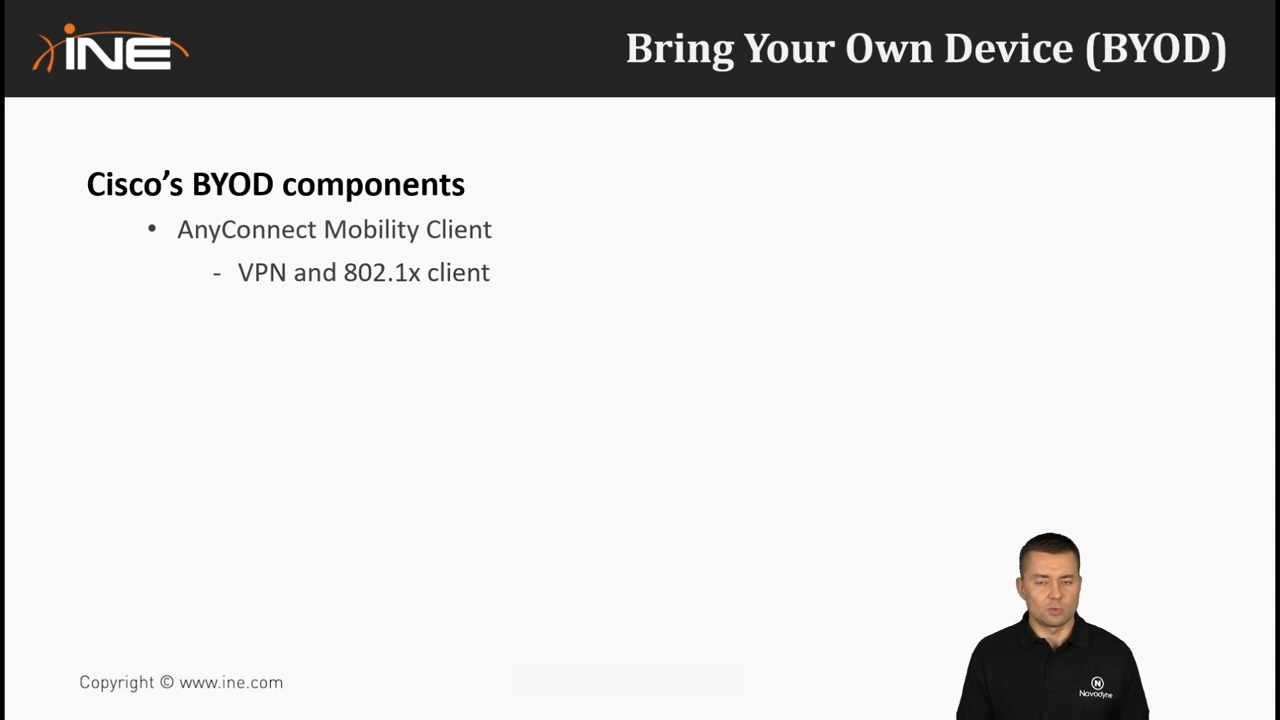 INE
Bring Your Own Device (BYOD)
Cisco's BYOD components
• AnyConnect Mobility Client
- VPN and 802.1x client
N
Novodyne
Copyright © www.ine.com